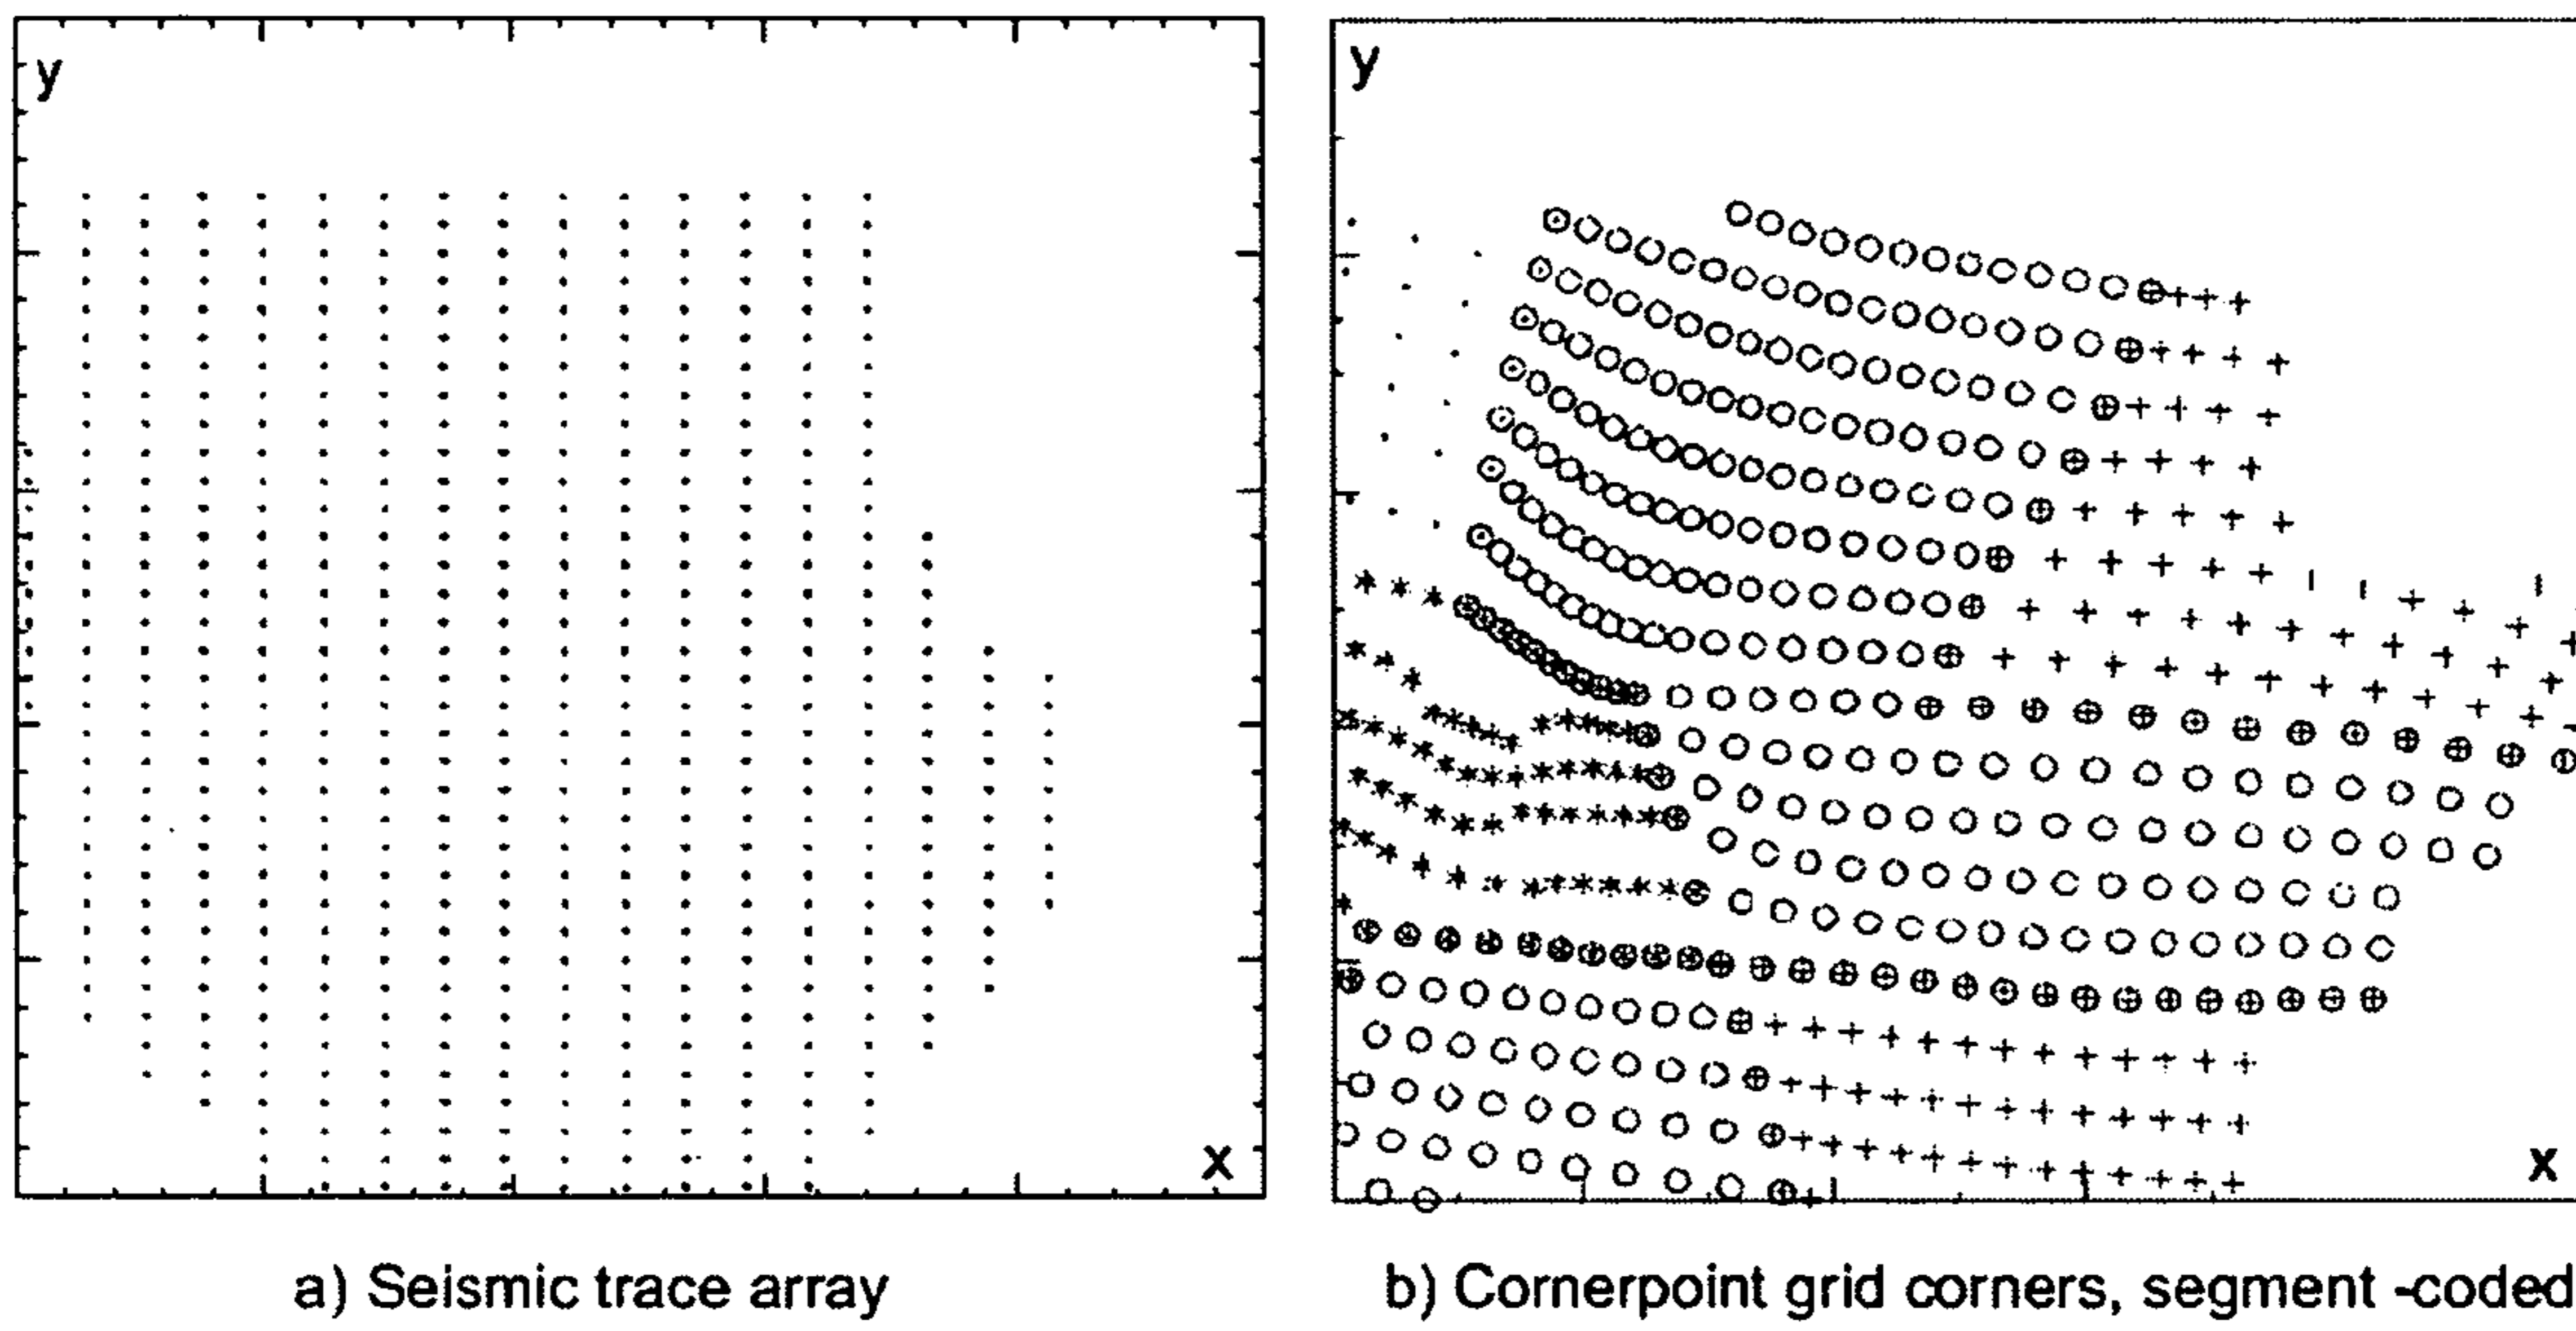 y
x
y
x
a) Seismic trace array
b) Cornerpoint grid corners, segment -coded